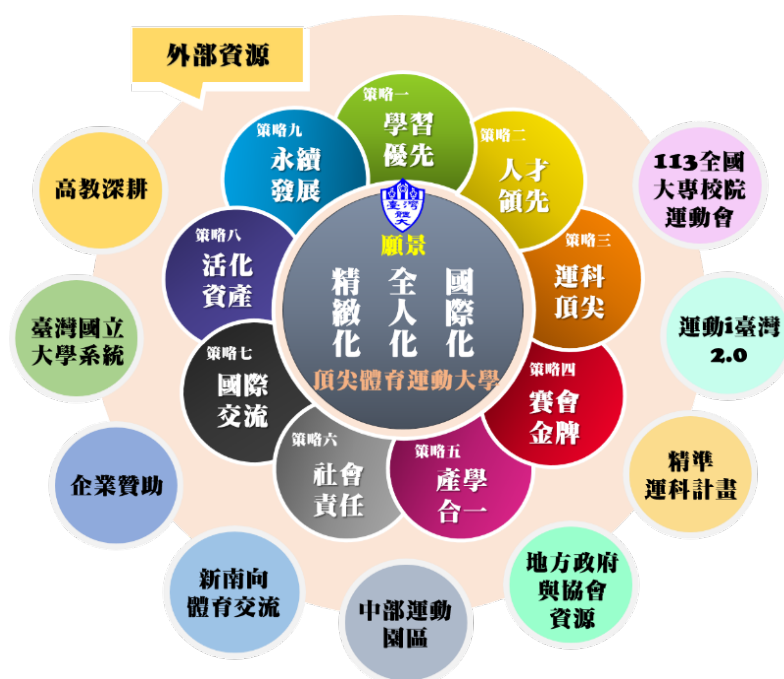 外部資源
策略一
學習
優先
策略二
人才
領先
策略三
運科
頂尖
策略四
賽會
金牌
策略五
產學
合一
策略六
社會
責任
策略七
國際
交流
策略八
活化
資產
策略九
永續
發展
臺灣
體大
願景
精緻化
全人化
國際化
頂尖體育運動大學
113全國
大專校院
運動會
運動i臺灣
2.0
精準
運科計畫
地方政府
與協會
資源
中部運動
園區
新南向
體育交流
企業贊助
臺灣國立
大學系統
高教深耕